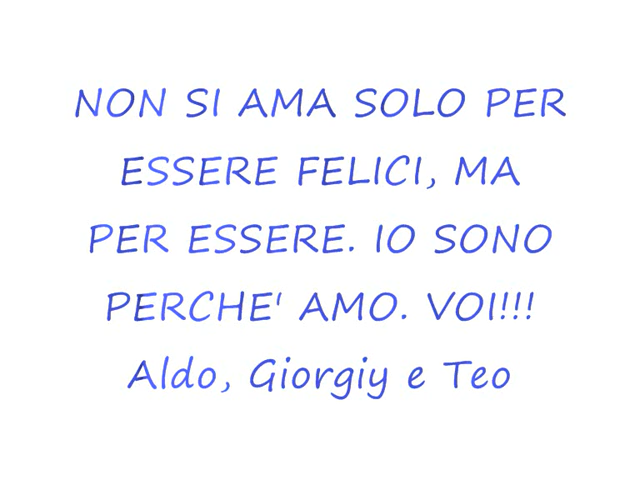 NON SI AMA SOLO PER
ESSERE FELICI, MA
PER ESSERE. IO SONO
PERCHE' AMO. VOI!!!
Aldo, Giorgiy e Teo